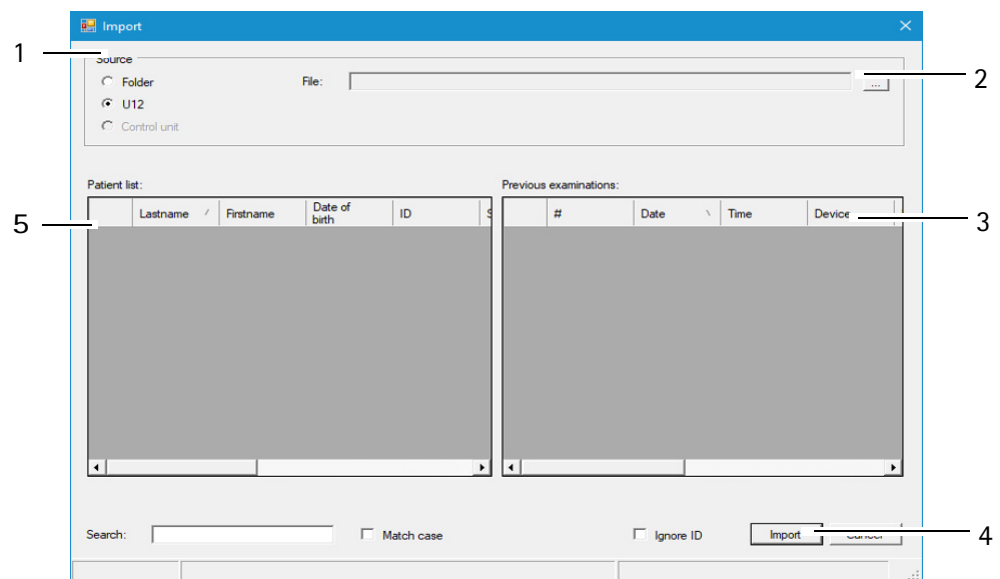 Import
1
Source
Folder
File:
...
2
U12
Control unit
Patient list:
Previous examinations:
Lastname
Firstname
Date of
birth
ID
#
Date
Time
Device
5
3
Search:
Match case
Ignore ID
Import
Cancel
4